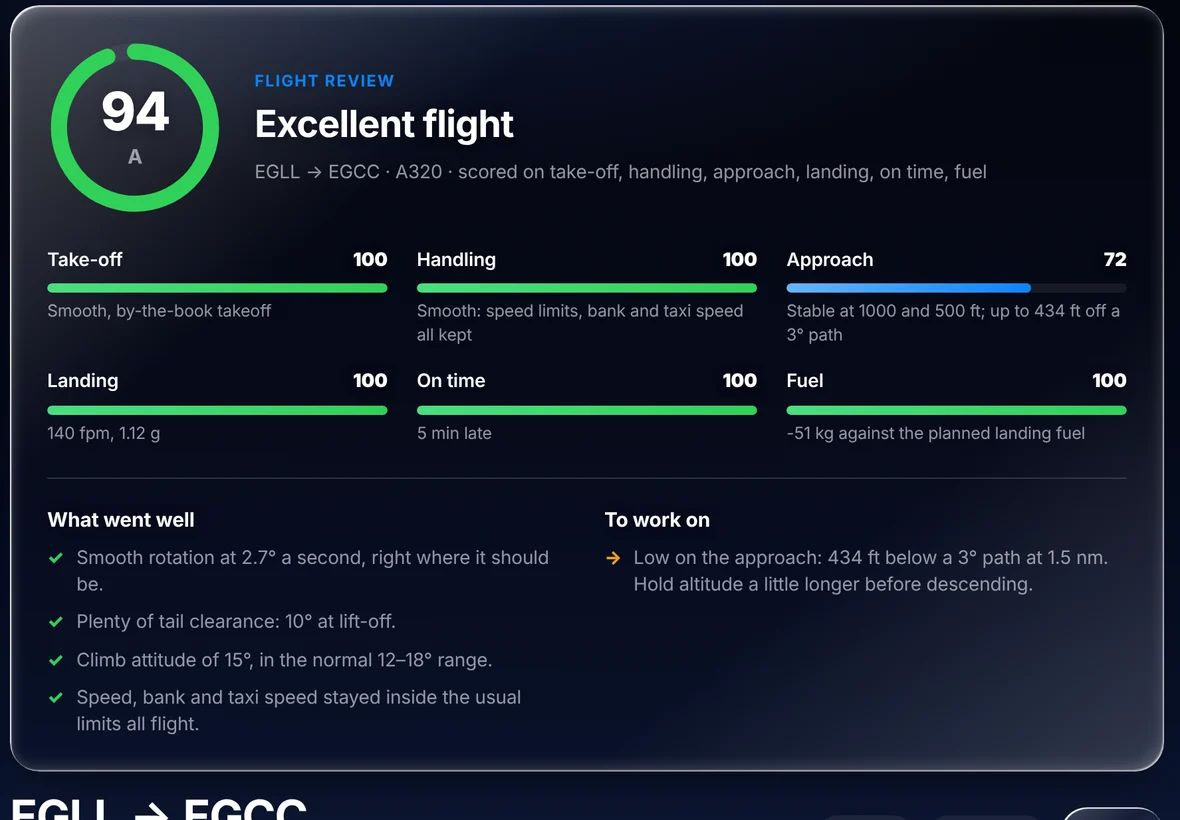 94
A
FLIGHT REVIEW
Excellent flight
EGLL → EGCC · A320 · scored on take-off, handling, approach, landing, on time, fuel
Take-off 100
Smooth, by-the-book takeoff
Handling 100
Smooth: speed limits, bank and taxi speed
all kept
Approach 72
Stable at 1000 and 500 ft; up to 434 ft off a
3° path
Landing 100
140 fpm, 1.12 g
On time 100
5 min late
Fuel 100
-51 kg against the planned landing fuel
What went well
Smooth rotation at 2.7° a second, right where it should
be.
Plenty of tail clearance: 10° at lift-off.
Climb attitude of 15°, in the normal 12–18° range.
Speed, bank and taxi speed stayed inside the usual
limits all flight.
To work on
Low on the approach: 434 ft below a 3° path at 1.5 nm.
Hold altitude a little longer before descending.
EGLL → EGCC